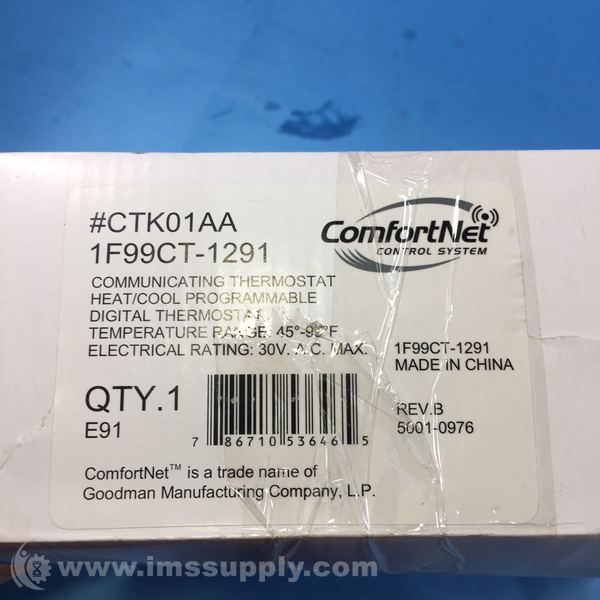 #CTK01AA
1F99CT-1291
ComfortNet
CONTROL SYSTEM
COMMUNICATING THERMOSTAT
HEAT/COOL PROGRAMMABLE
DIGITAL THERMOSTAT
TEMPERATURE RANGE: 45°-99°F
ELECTRICAL RATING: 30V. A.C. MAX.
1F99CT-1291
MADE IN CHINA
QTY.1
E91
7 86710 53646 5
REV.B
5001-0976
ComfortNet™ is a trade name of
Goodman Manufacturing Company, L.P.
www.imssupply.com